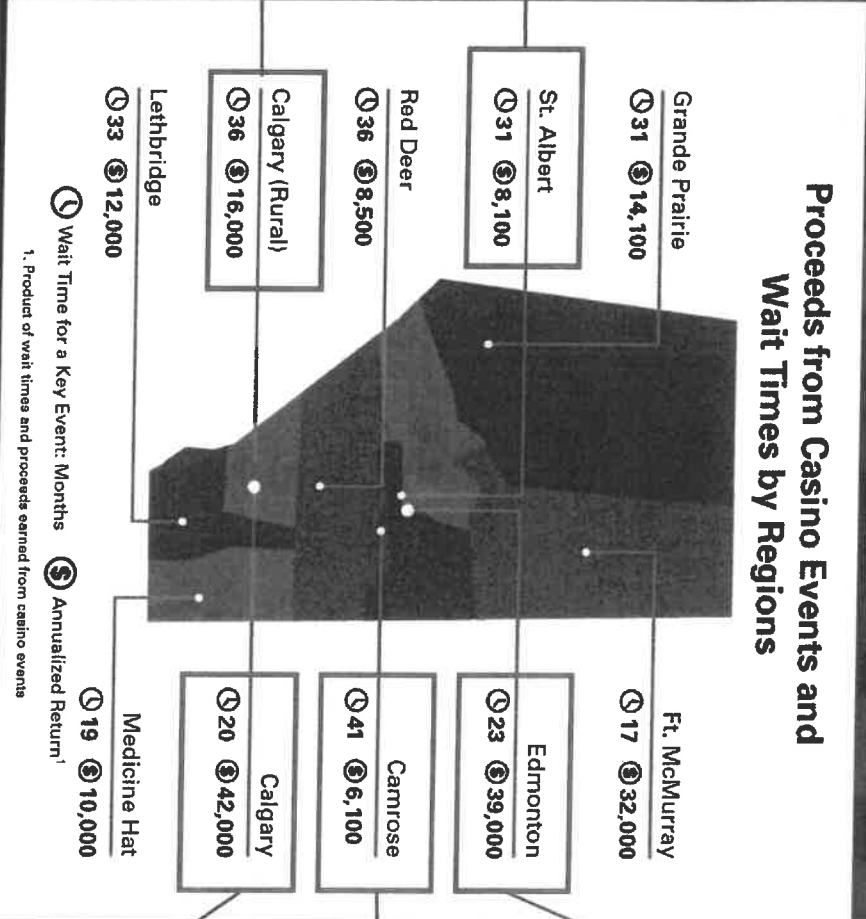 Proceeds from Casino Events and
Wait Times by Regions
Grande Prairie
31 $ 14,100
St. Albert
31 $ 8,100
Red Deer
36 $ 8,500
Calgary (Rural)
36 $ 16,000
Lethbridge
33 $ 12,000
Ft. McMurray
17 $ 32,000
Edmonton
23 $ 39,000
Camrose
41 $ 6,100
Calgary
20 $ 42,000
Medicine Hat
19 $ 10,000
Wait Time for a Key Event: Months $ Annualized Return¹
1. Product of wait times and proceeds earned from casino events